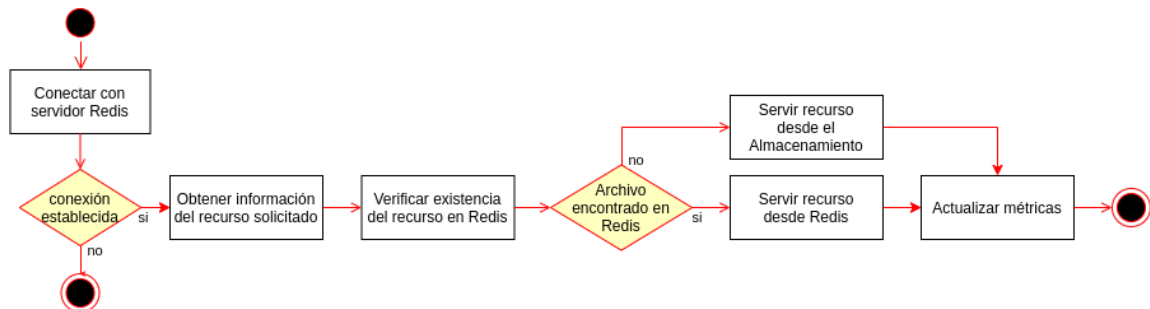 Conectar con
servidor Redis
conexión
establecida
si
no
Obtener información
del recurso solicitado
Verificar existencia
del recurso en Redis
Archivo
encontrado en
Redis
no
si
Servir recurso
desde el
Almacenamiento
Servir recurso
desde Redis
Actualizar métricas